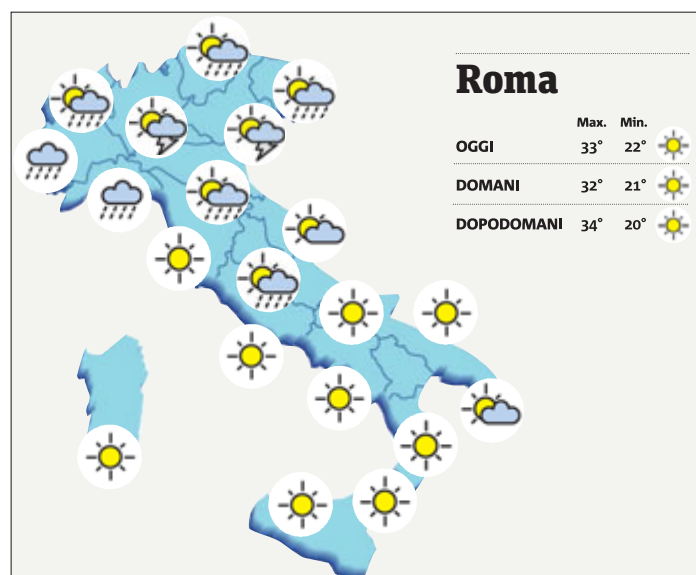 Roma
Max. Min.
OGGI 33° 22°
DOMANI 32° 21°
DOPODOMANI 34° 20°